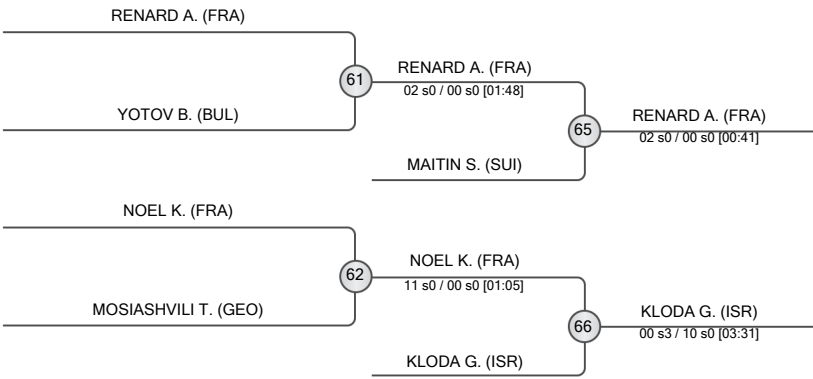 RENARD A. (FRA)
61
RENARD A. (FRA)
02 s0 / 00 s0 [01:48]
YOTOV B. (BUL)
65
RENARD A. (FRA)
02 s0 / 00 s0 [00:41]
MAITIN S. (SUI)
NOEL K. (FRA)
62
NOEL K. (FRA)
11 s0 / 00 s0 [01:05]
MOSIASHVILI T. (GEO)
66
KLODA G. (ISR)
00 s3 / 10 s0 [03:31]
KLODA G. (ISR)